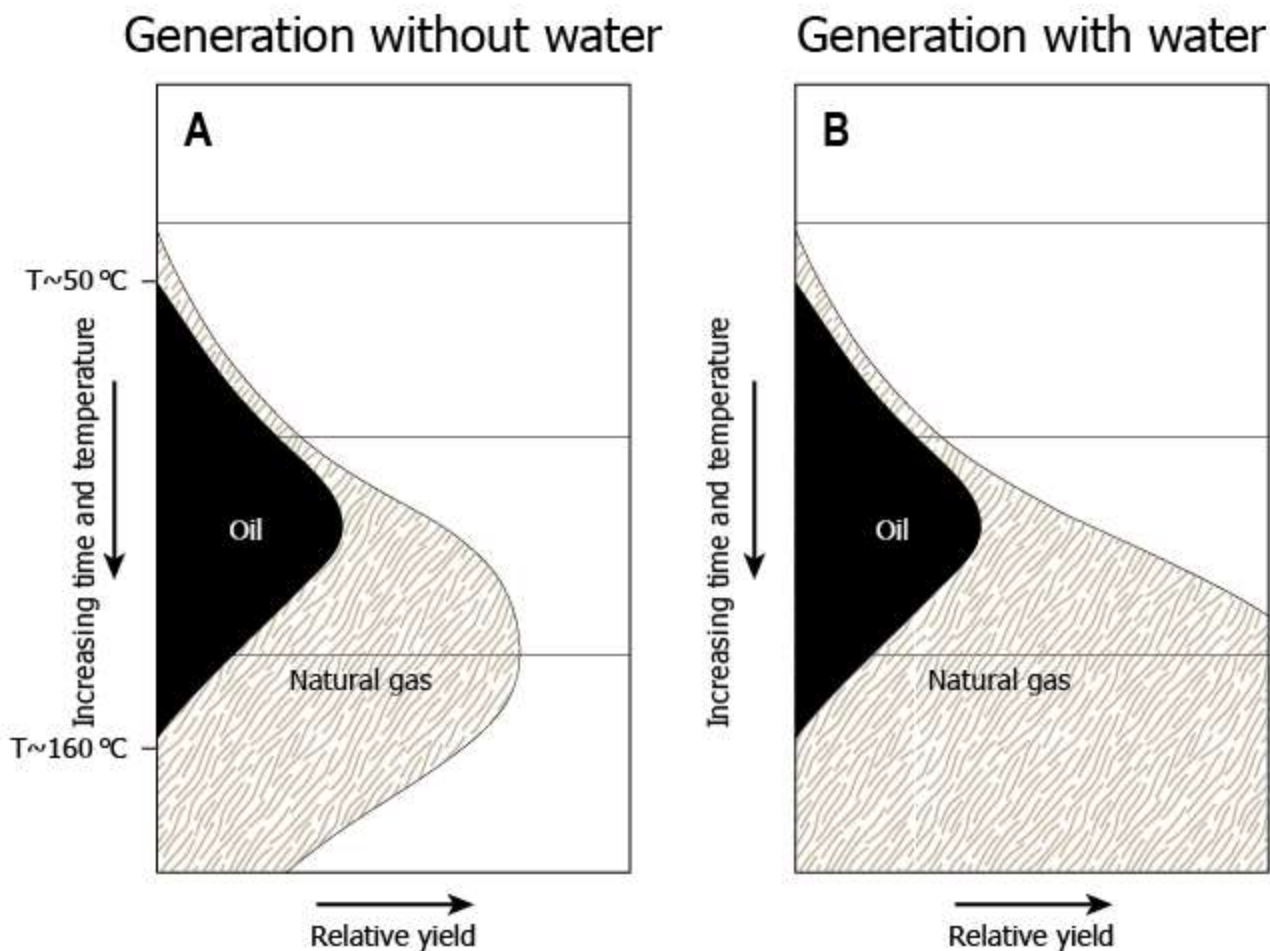 Generation without water
Generation with water
A
B
T~50 ºC
Increasing time and temperature
Increasing time and temperature
Oil
Oil
Natural gas
Natural gas
T~160 ºC
Relative yield
Relative yield